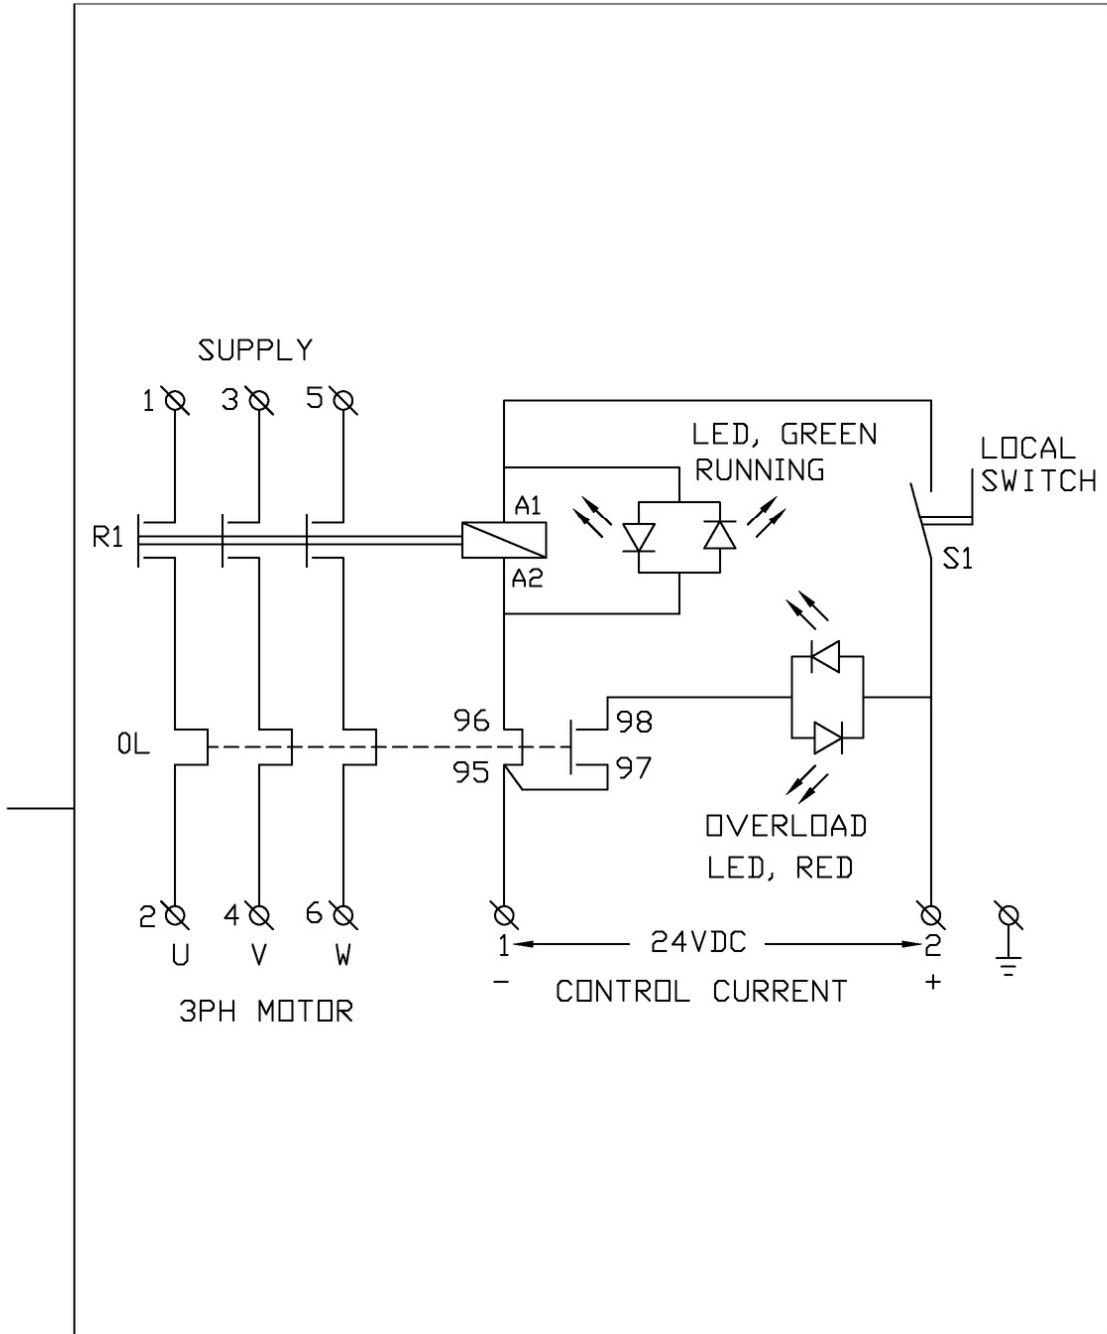 SUPPLY
1 3 5
LED, GREEN
RUNNING
LOCAL
SWITCH
A1
R1
A2
S1
96 98
OL
95 97
OVERLOAD
LED, RED
2 4 6
U V W
1 24VDC 2
- +
CONTROL CURRENT
3PH MOTOR